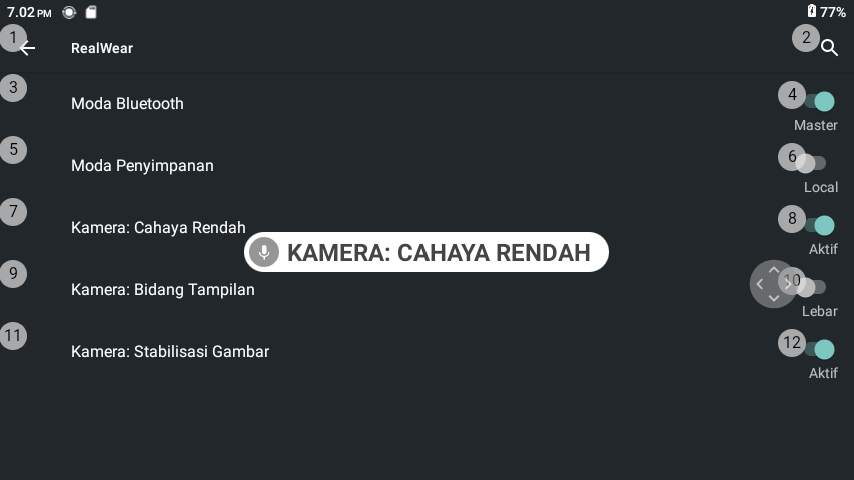 7.02 PM
77%
1
RealWear
2
3
Moda Bluetooth
4
Master
5
Moda Penyimpanan
6
Local
7
Kamera: Cahaya Rendah
8
Aktif
KAMERA: CAHAYA RENDAH
9
Kamera: Bidang Tampilan
10
Lebar
11
Kamera: Stabilisasi Gambar
12
Aktif